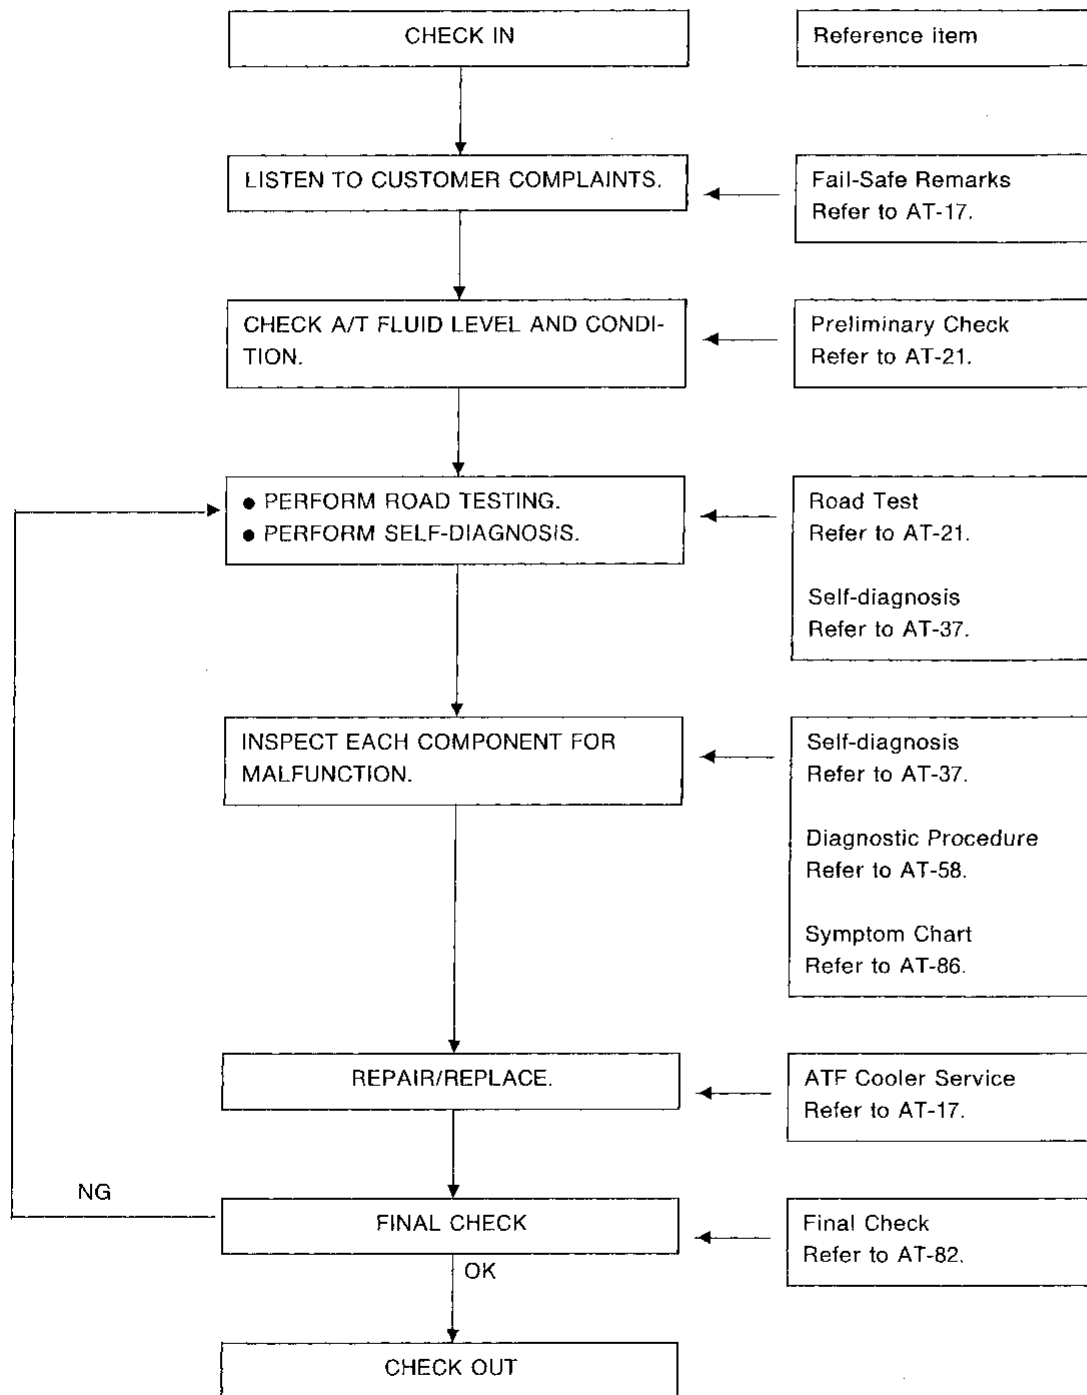 CHECK IN
Reference item
LISTEN TO CUSTOMER COMPLAINTS.
Fail-Safe Remarks
Refer to AT-17.
CHECK A/T FLUID LEVEL AND CONDI-
TION.
Preliminary Check
Refer to AT-21.
● PERFORM ROAD TESTING.
● PERFORM SELF-DIAGNOSIS.
Road Test
Refer to AT-21.
Self-diagnosis
Refer to AT-37.
INSPECT EACH COMPONENT FOR
MALFUNCTION.
Self-diagnosis
Refer to AT-37.
Diagnostic Procedure
Refer to AT-58.
Symptom Chart
Refer to AT-86.
REPAIR/REPLACE.
ATF Cooler Service
Refer to AT-17.
NG
FINAL CHECK
Final Check
Refer to AT-82.
OK
CHECK OUT